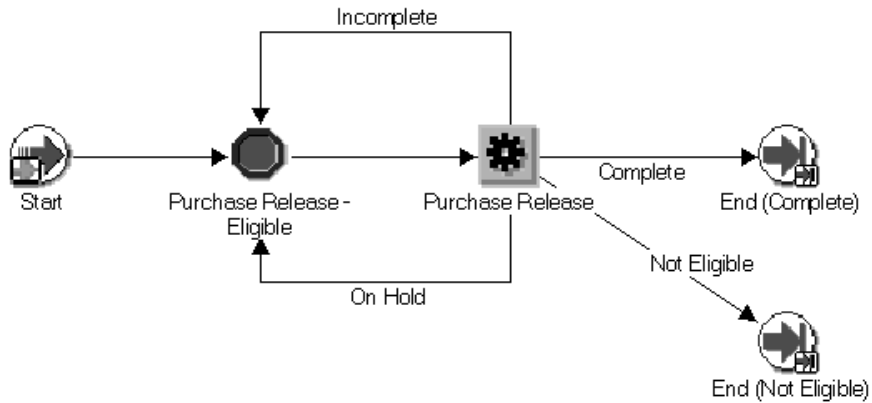 Incomplete
Start
Purchase Release -
Eligible
Purchase Release
Complete
End (Complete)
Not Eligible
On Hold
End (Not Eligible)